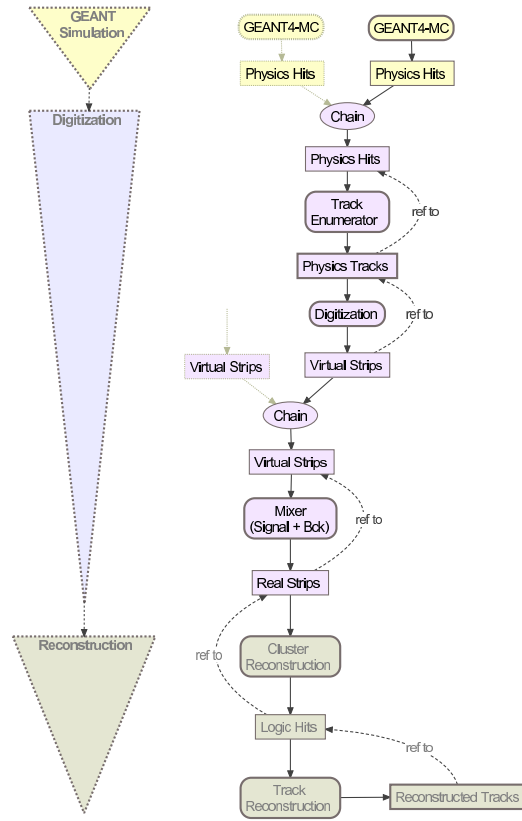 GEANT
Simulation
GEANT4-MC
GEANT4-MC
Physics Hits
Physics Hits
Digitization
Chain
Physics Hits
Track
Enumerator
ref to
Physics Tracks
Digitization
ref to
Virtual Strips
Virtual Strips
Chain
Virtual Strips
Mixer
(Signal + Bck)
ref to
Real Strips
Reconstruction
Cluster
Reconstruction
ref to
Logic Hits
ref to
Track
Reconstruction
Reconstructed Tracks